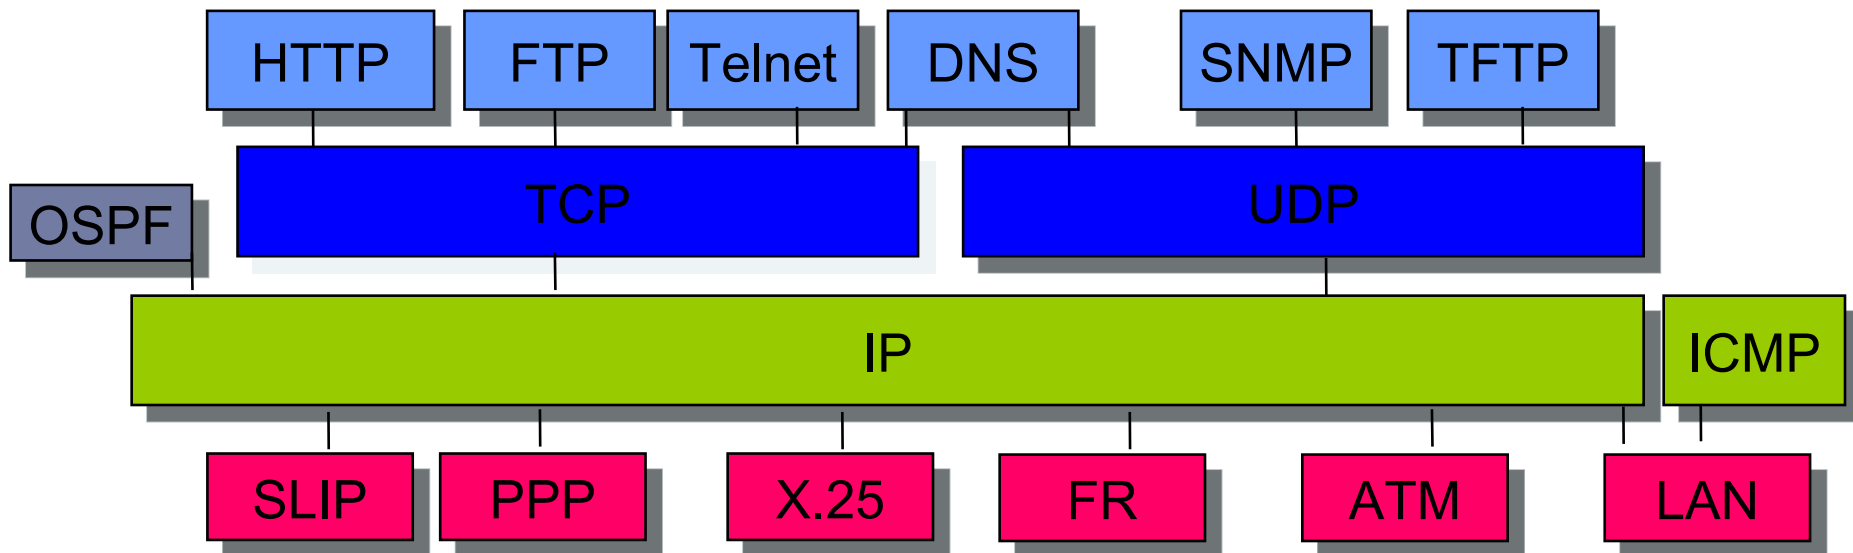 HTTP
FTP
Telnet
DNS
SNMP
TFTP
TCP
UDP
OSPF
IP
ICMP
SLIP
PPP
X.25
FR
ATM
LAN